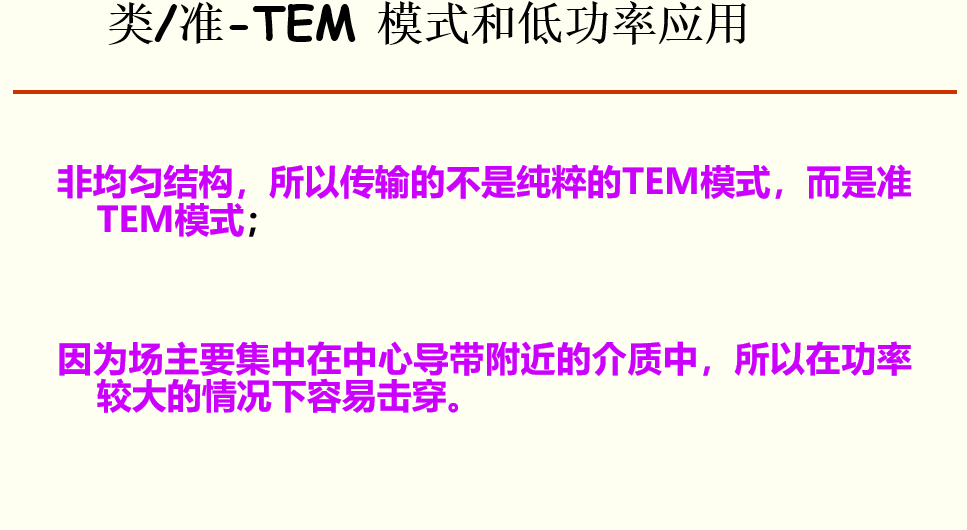 类/准-TEM 模式和低功率应用
非均匀结构，所以传输的不是纯粹的TEM模式，而是准
TEM模式；
因为场主要集中在中心导带附近的介质中，所以在功率
较大的情况下容易击穿。